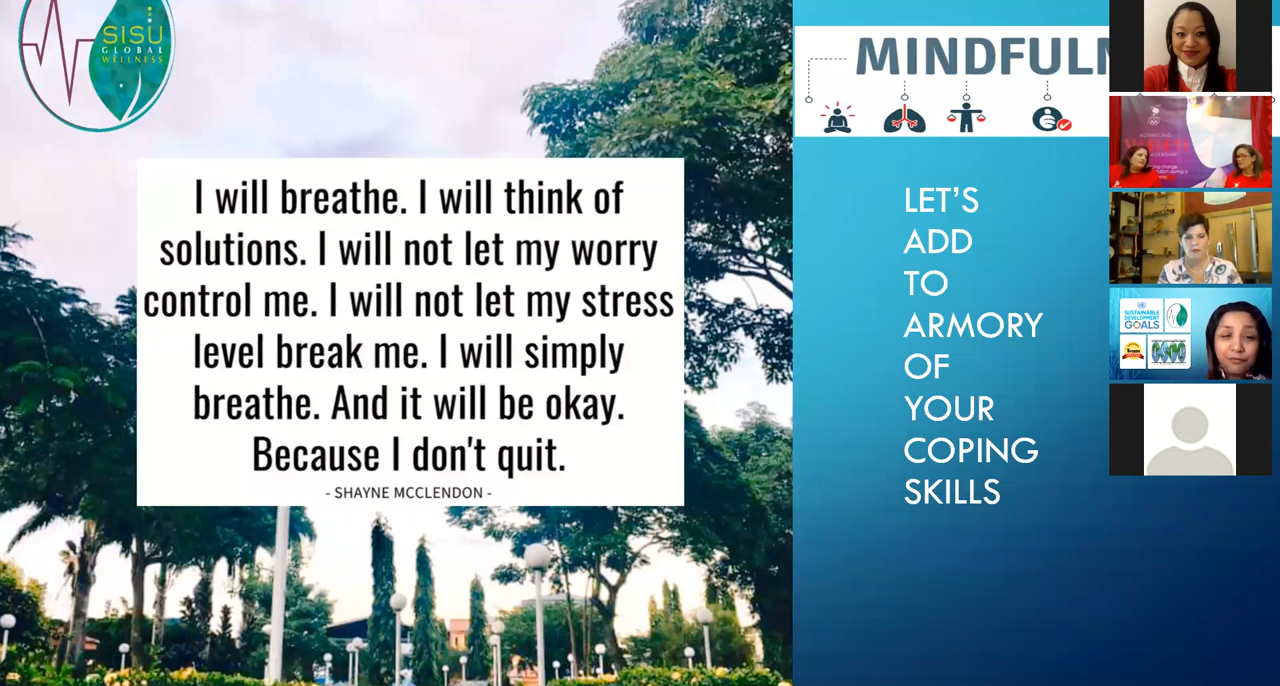 SISU
GLOBAL
WELLNESS
I will breathe. I will think of
solutions. I will not let my worry
control me. I will not let my stress
level break me. I will simply
breathe. And it will be okay.
Because I don't quit.
- SHAYNE MCCLENDON -
MINDFULN
LET'S
ADD
TO
ARMORY
OF
YOUR
COPING
SKILLS
ADVANCING
SUSTAINABLE
DEVELOPMENT
GOALS